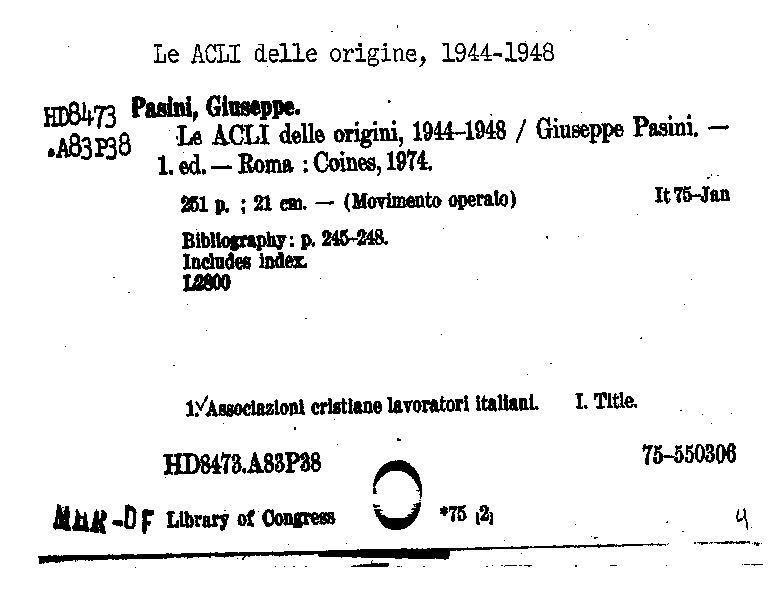 Le ACLI delle origine, 1944-1948
HD8473 Pasini, Giuseppe.
.A83P38 Le ACLI delle origini, 1944–1948 / Giuseppe Pasini. —
1. ed. — Roma : Coines, 1974.
251 p. ; 21 cm. — (Movimento operaio) It 75-Jan
Bibliography: p. 245-248.
Includes index.
L2800
1.✓Associazioni cristiane lavoratori italiani. I. Title.
HD8473.A83P38 75-550306
MAR-DF Library of Congress *75 [2] 4